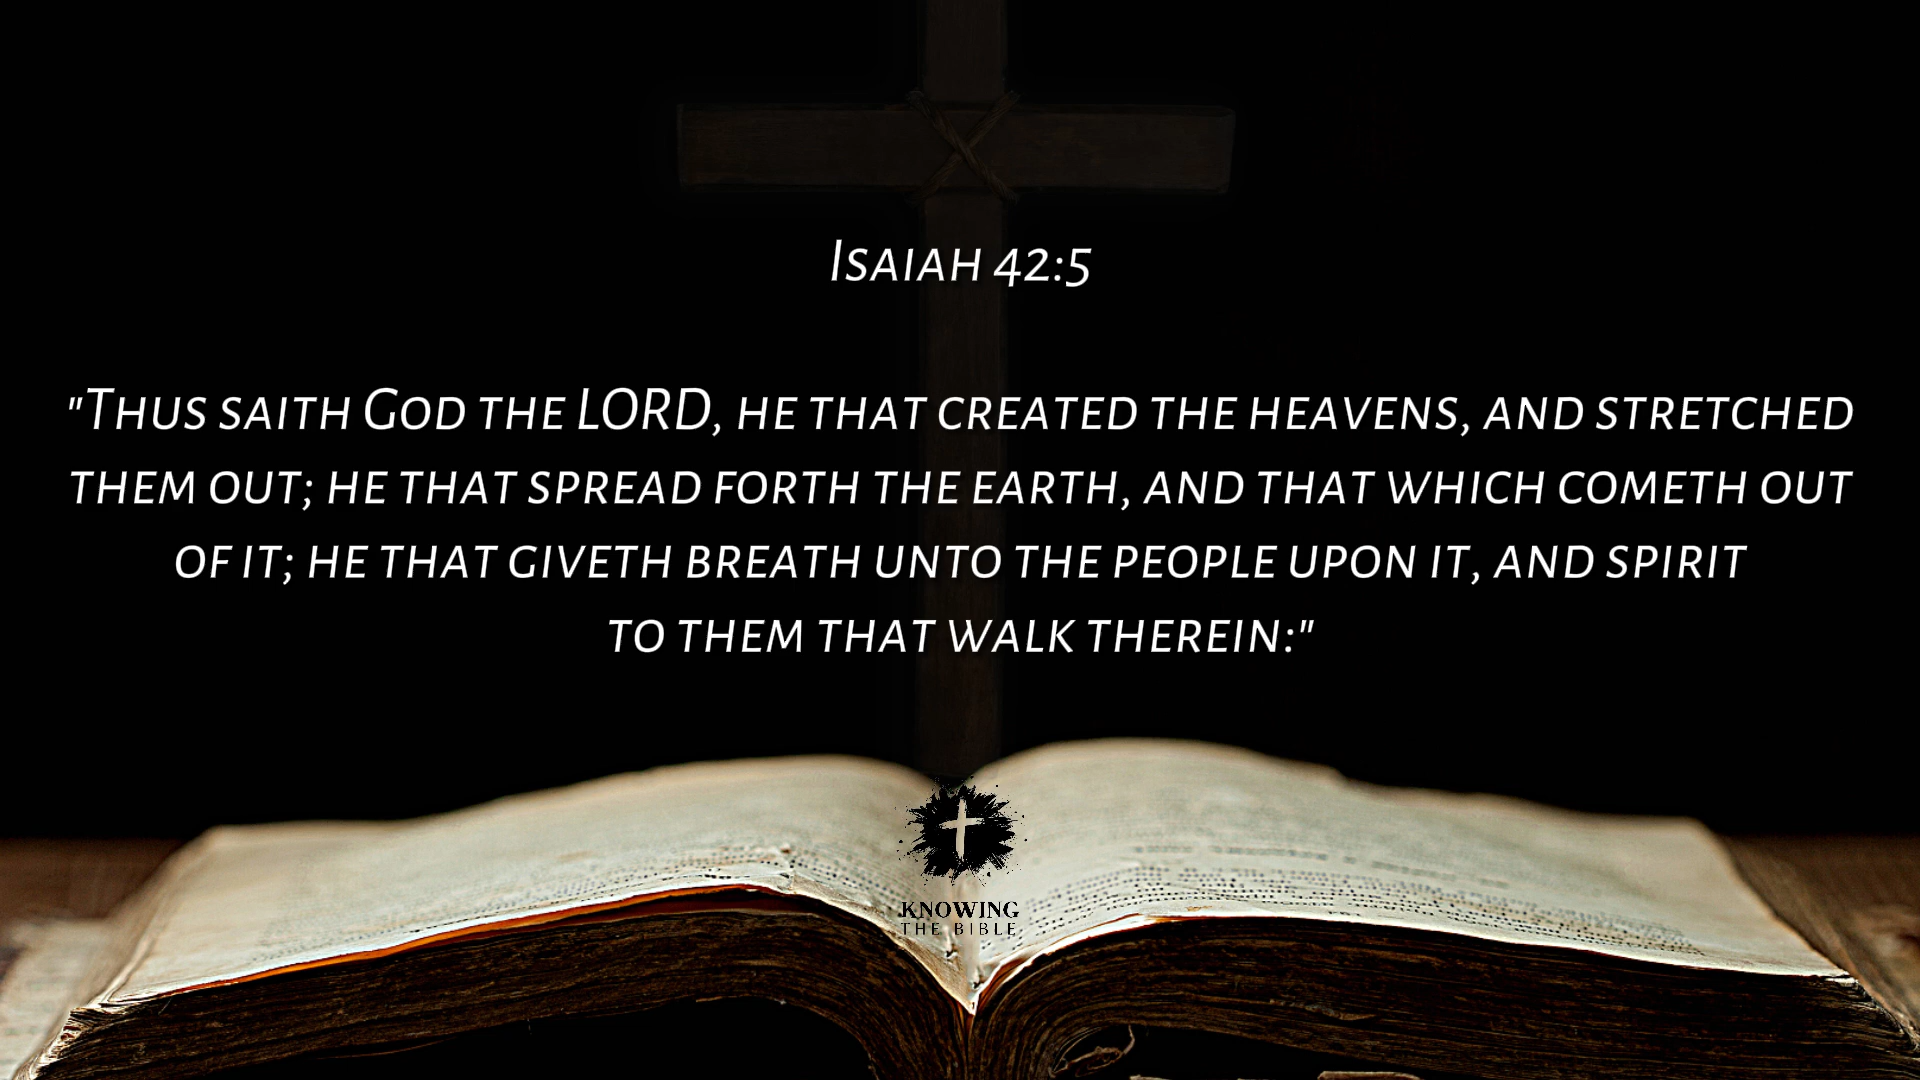 Isaiah 42:5
"Thus saith God the LORD, he that created the heavens, and stretched
them out; he that spread forth the earth, and that which cometh out
of it; he that giveth breath unto the people upon it, and spirit
to them that walk therein:"
KNOWING
THE BIBLE